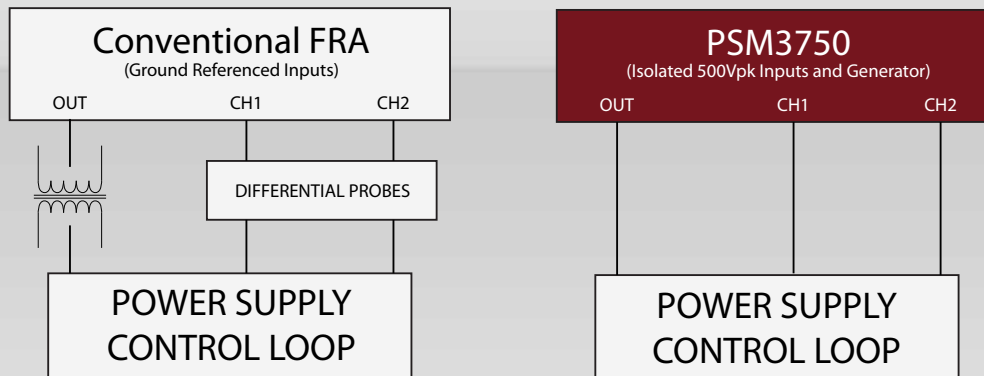 Conventional FRA
(Ground Referenced Inputs)
OUT CH1 CH2
DIFFERENTIAL PROBES
POWER SUPPLY
CONTROL LOOP
PSM3750
(Isolated 500Vpk Inputs and Generator)
OUT CH1 CH2
POWER SUPPLY
CONTROL LOOP